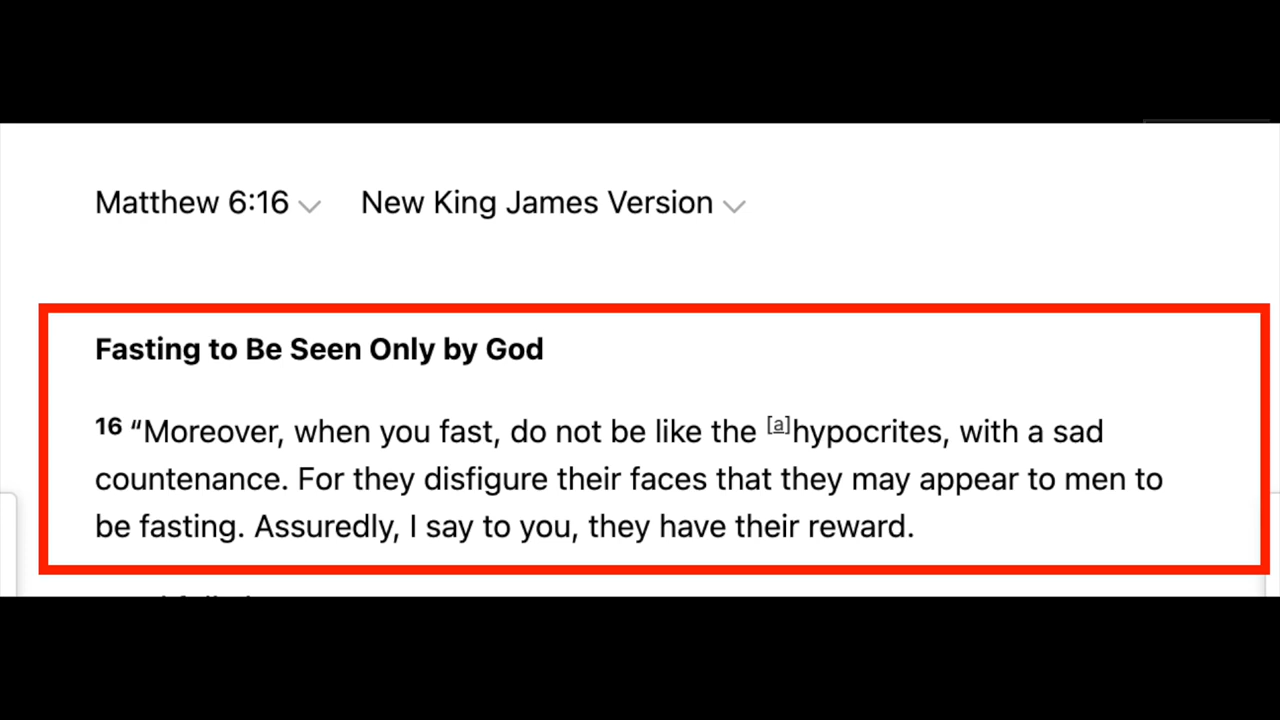 Matthew 6:16 New King James Version
Fasting to Be Seen Only by God
16 “Moreover, when you fast, do not be like the [a]hypocrites, with a sad
countenance. For they disfigure their faces that they may appear to men to
be fasting. Assuredly, I say to you, they have their reward.